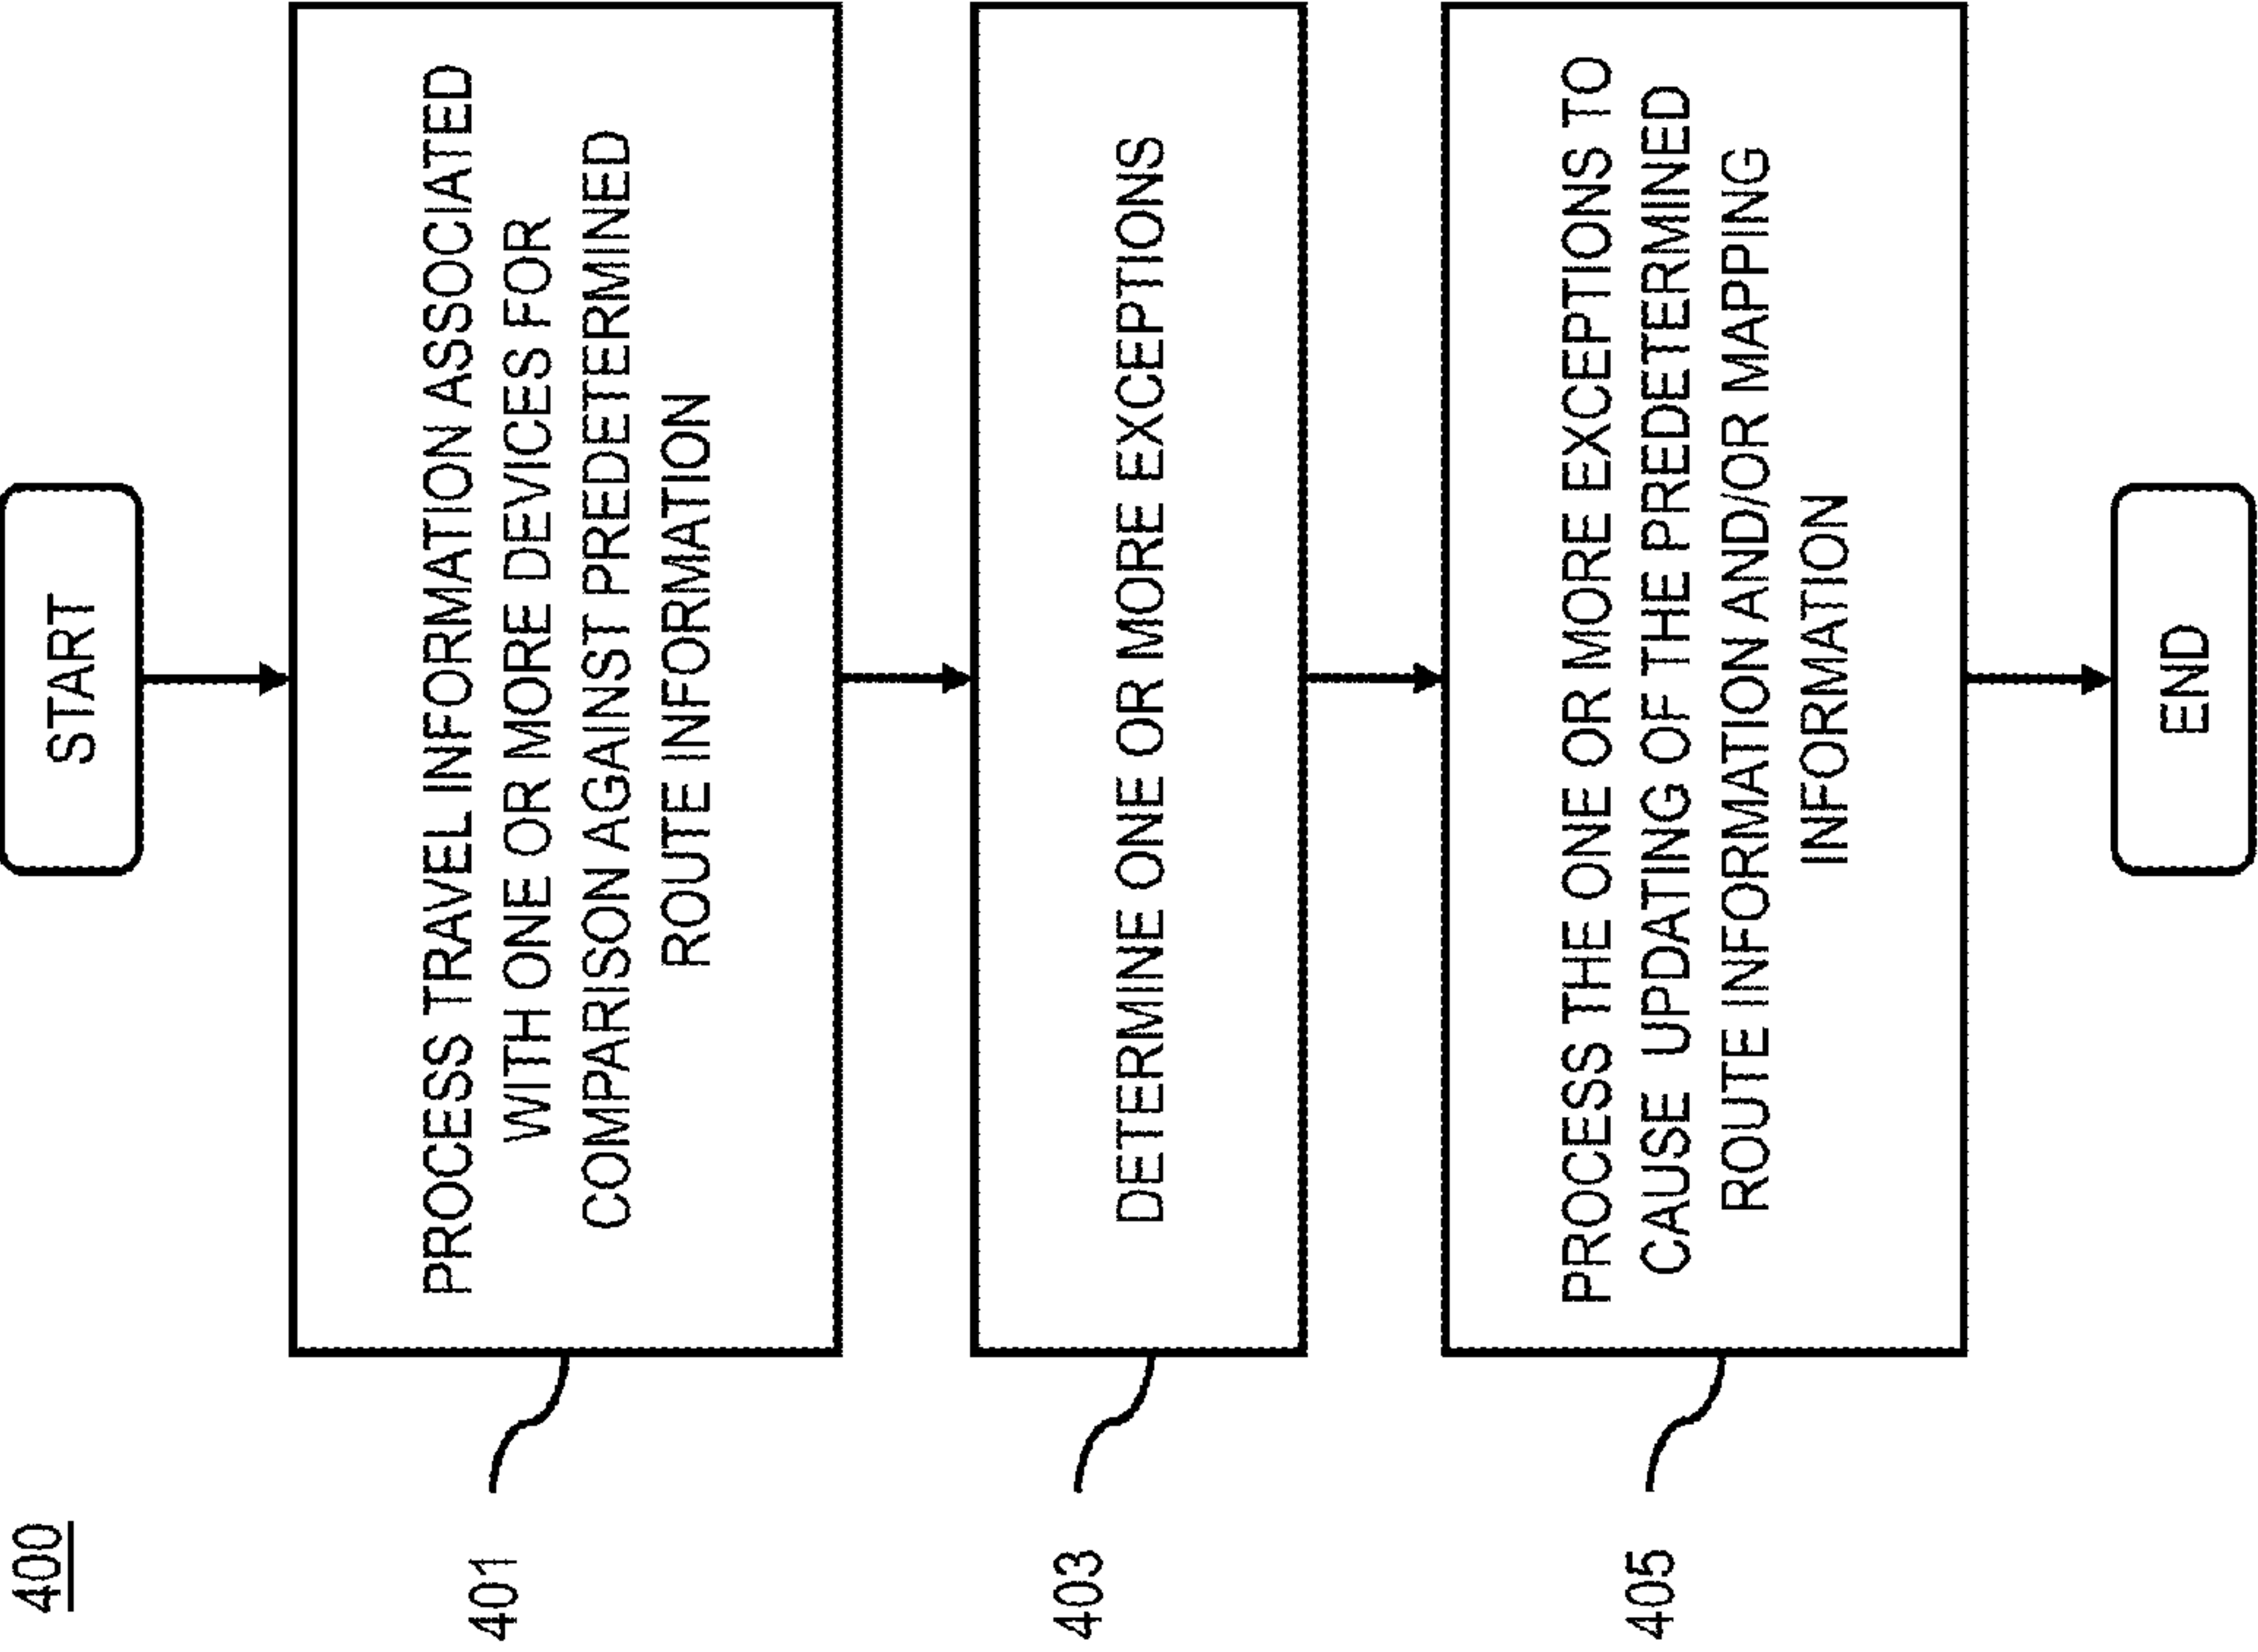 400
START
401
PROCESS TRAVEL INFORMATION ASSOCIATED
WITH ONE OR MORE DEVICES FOR
COMPARISON AGAINST PREDETERMINED
ROUTE INFORMATION
403
DETERMINE ONE OR MORE EXCEPTIONS
405
PROCESS THE ONE OR MORE EXCEPTIONS TO
CAUSE UPDATING OF THE PREDETERMINED
ROUTE INFORMATION AND/OR MAPPING
INFORMATION
END